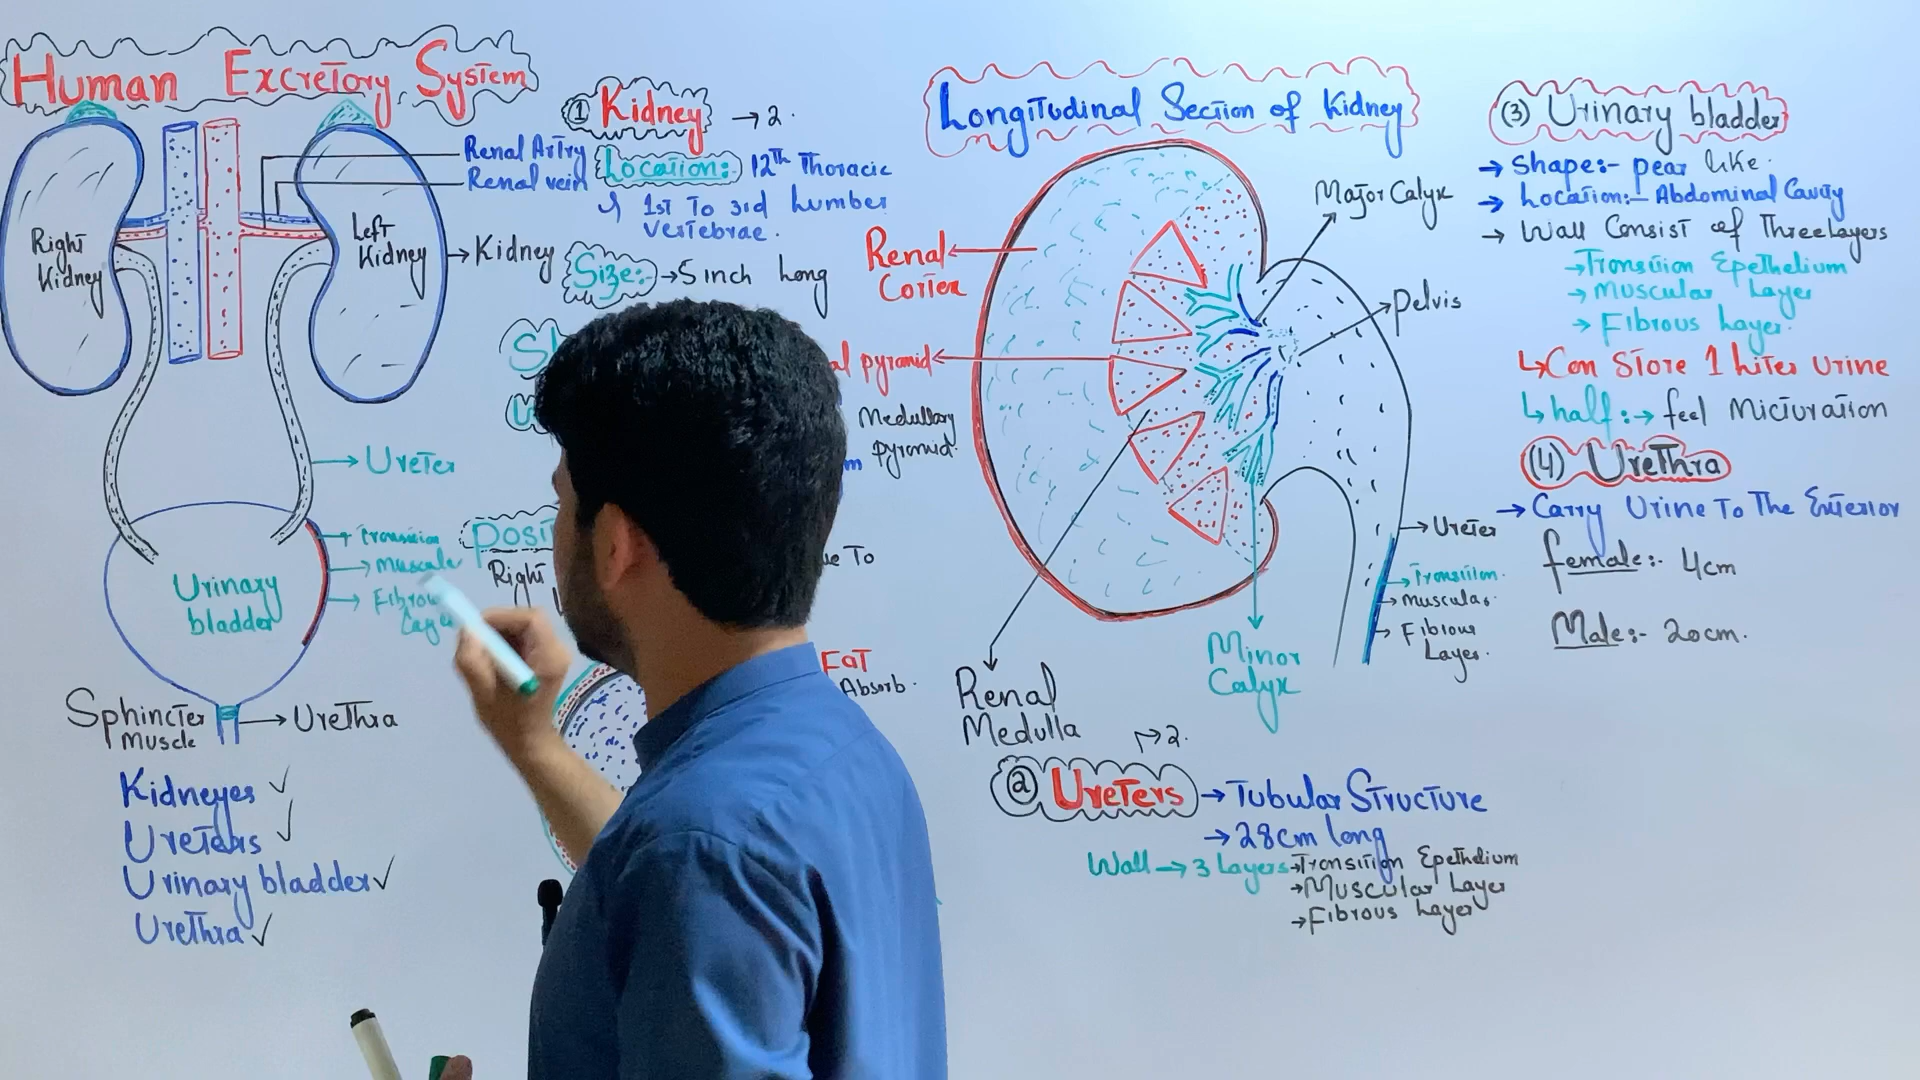 Human Excretory System
Right
Kidney
Left
Kidney
Renal Artry
Renal vein
Kidney
Ureter
Transition
Muscular
Urinary
bladder
Sphincter
Muscle
Urethra
Kidneyes ✓
Uretars ✓
Urinary bladder ✓
Urethra ✓
① Kidney → 2.
Location:- 12th Thoracic
1st To 3rd Lumber
vertebrae.
Size:- → 5 inch Long
Right
To
Fat
Absorb.
Longitudinal Section of Kidney
Renal
Cortex
pyramid
Medullary
pyramid.
Major Calyx
Pelvis
Ureter
Transition.
Muscular.
Fibrous
Layer.
Minor
Calyx
Renal
Medulla
→ 2.
② Ureters → Tubular Structure
→ 28cm long
Wall → 3 Layers → Transition Epethelium
→ Muscular Layer
→ Fibrous Layer
(3) Urinary bladder
→ Shape:- pear like.
→ Location:- Abdominal Cavity
→ Wall Consist of Three Layers
→ Transition Epethelium
→ Muscular Layer
→ Fibrous Layer.
↳ Can Store 1 Liter Urine
↳ half:→ feel Micturation
(4) Urethra
→ Carry Urine To The Exterior
female:- 4cm
Male:- 20cm.